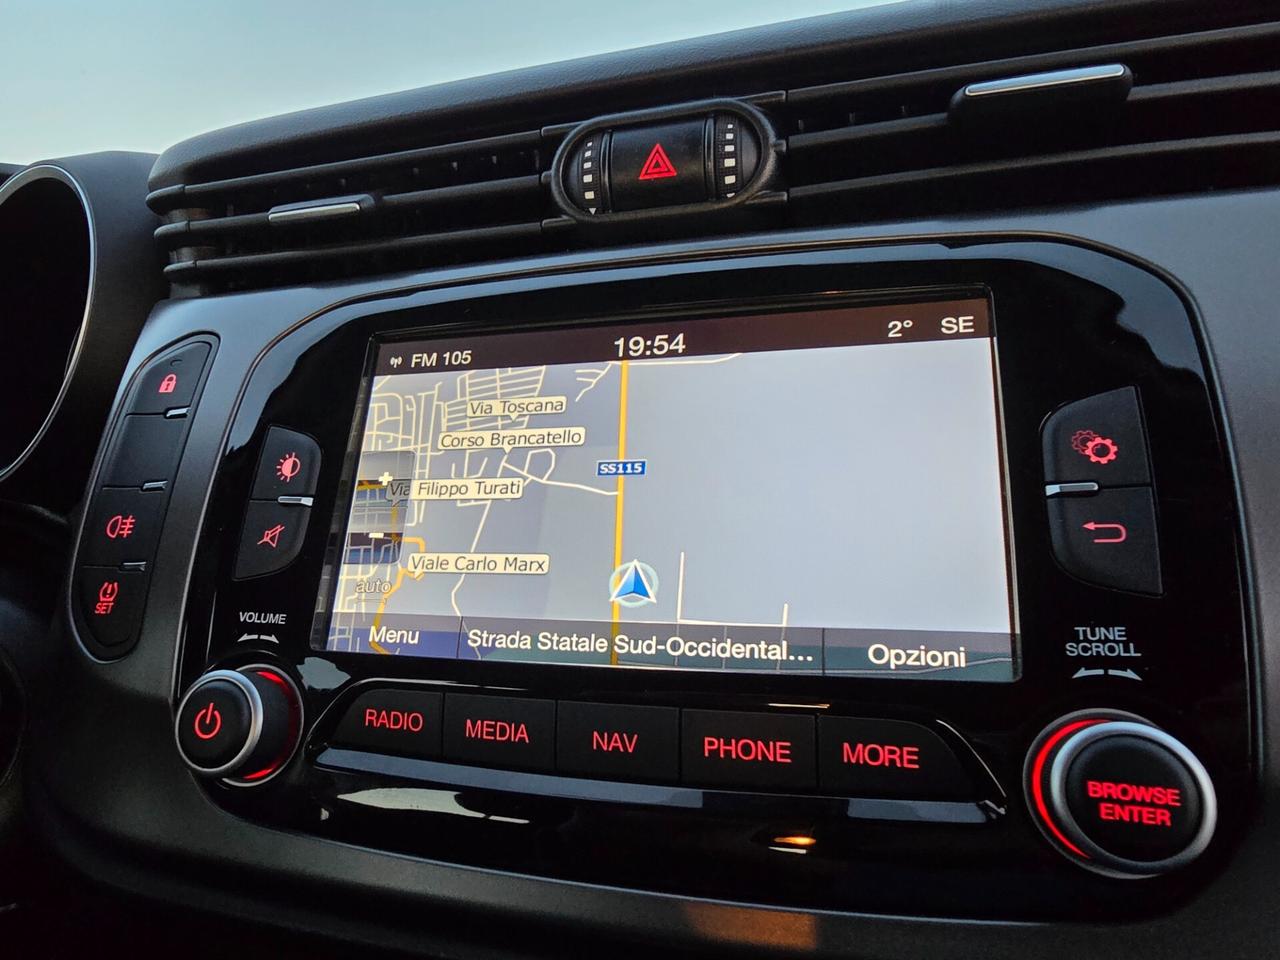 FM 105
19:54
2° SE
Via Toscana
Corso Brancatello
SS115
Via Filippo Turati
Viale Carlo Marx
auto
Menu
Strada Statale Sud-Occidental...
Opzioni
SET
VOLUME
TUNE
SCROLL
RADIO
MEDIA
NAV
PHONE
MORE
BROWSE
ENTER